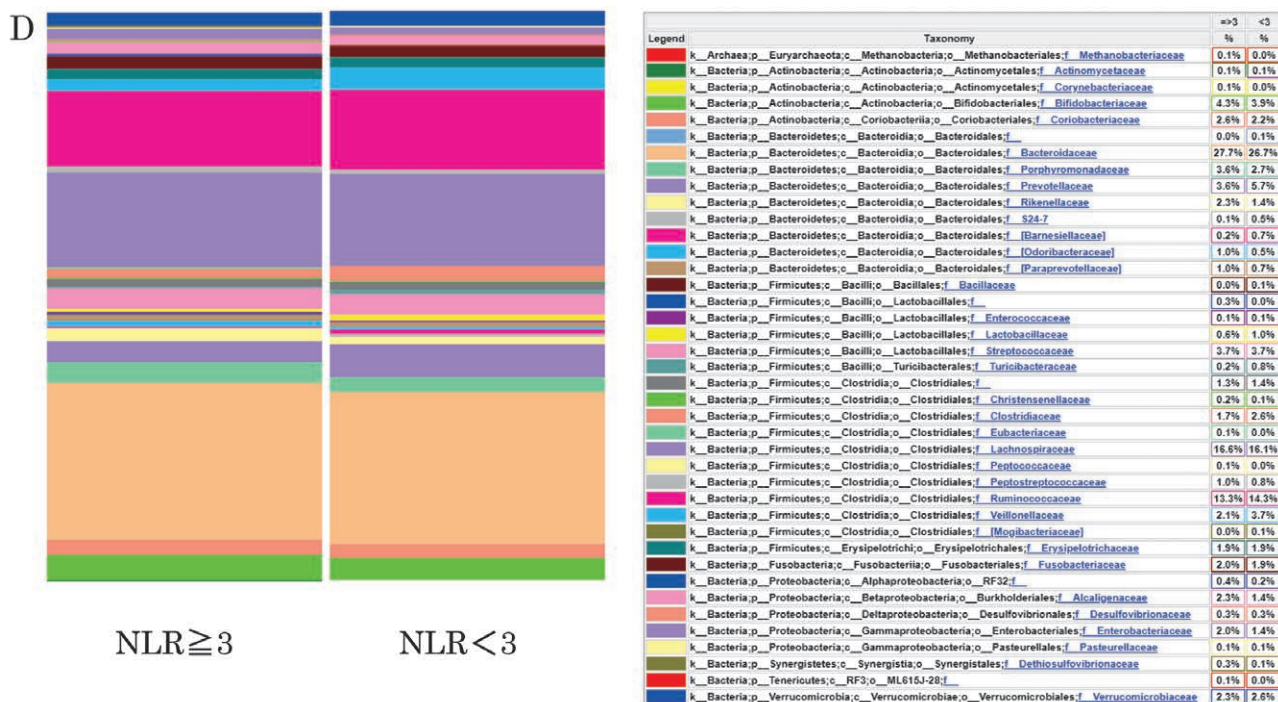 D
NLR≧3
NLR<3
=>3 <3
Legend Taxonomy % %
k__Archaea;p__Euryarchaeota;c__Methanobacteria;o__Methanobacteriales;f__Methanobacteriaceae 0.1% 0.0%
k__Bacteria;p__Actinobacteria;c__Actinobacteria;o__Actinomycetales;f__Actinomycetaceae 0.1% 0.1%
k__Bacteria;p__Actinobacteria;c__Actinobacteria;o__Actinomycetales;f__Corynebacteriaceae 0.1% 0.0%
k__Bacteria;p__Actinobacteria;c__Actinobacteria;o__Bifidobacteriales;f__Bifidobacteriaceae 4.3% 3.9%
k__Bacteria;p__Actinobacteria;c__Coriobacteriia;o__Coriobacteriales;f__Coriobacteriaceae 2.6% 2.2%
k__Bacteria;p__Bacteroidetes;c__Bacteroidia;o__Bacteroidales;f__ 0.0% 0.1%
k__Bacteria;p__Bacteroidetes;c__Bacteroidia;o__Bacteroidales;f__Bacteroidaceae 27.7% 26.7%
k__Bacteria;p__Bacteroidetes;c__Bacteroidia;o__Bacteroidales;f__Porphyromonadaceae 3.6% 2.7%
k__Bacteria;p__Bacteroidetes;c__Bacteroidia;o__Bacteroidales;f__Prevotellaceae 3.6% 5.7%
k__Bacteria;p__Bacteroidetes;c__Bacteroidia;o__Bacteroidales;f__Rikenellaceae 2.3% 1.4%
k__Bacteria;p__Bacteroidetes;c__Bacteroidia;o__Bacteroidales;f__S24-7 0.1% 0.5%
k__Bacteria;p__Bacteroidetes;c__Bacteroidia;o__Bacteroidales;f__[Barnesiellaceae] 0.2% 0.7%
k__Bacteria;p__Bacteroidetes;c__Bacteroidia;o__Bacteroidales;f__[Odoribacteraceae] 1.0% 0.5%
k__Bacteria;p__Bacteroidetes;c__Bacteroidia;o__Bacteroidales;f__[Paraprevotellaceae] 1.0% 0.7%
k__Bacteria;p__Firmicutes;c__Bacilli;o__Bacillales;f__Bacillaceae 0.0% 0.1%
k__Bacteria;p__Firmicutes;c__Bacilli;o__Lactobacillales;f__ 0.3% 0.0%
k__Bacteria;p__Firmicutes;c__Bacilli;o__Lactobacillales;f__Enterococcaceae 0.1% 0.1%
k__Bacteria;p__Firmicutes;c__Bacilli;o__Lactobacillales;f__Lactobacillaceae 0.6% 1.0%
k__Bacteria;p__Firmicutes;c__Bacilli;o__Lactobacillales;f__Streptococcaceae 3.7% 3.7%
k__Bacteria;p__Firmicutes;c__Bacilli;o__Turicibacterales;f__Turicibacteraceae 0.2% 0.8%
k__Bacteria;p__Firmicutes;c__Clostridia;o__Clostridiales;f__ 1.3% 1.4%
k__Bacteria;p__Firmicutes;c__Clostridia;o__Clostridiales;f__Christensenellaceae 0.2% 0.1%
k__Bacteria;p__Firmicutes;c__Clostridia;o__Clostridiales;f__Clostridiaceae 1.7% 2.6%
k__Bacteria;p__Firmicutes;c__Clostridia;o__Clostridiales;f__Eubacteriaceae 0.1% 0.0%
k__Bacteria;p__Firmicutes;c__Clostridia;o__Clostridiales;f__Lachnospiraceae 16.6% 16.1%
k__Bacteria;p__Firmicutes;c__Clostridia;o__Clostridiales;f__Peptococcaceae 0.1% 0.0%
k__Bacteria;p__Firmicutes;c__Clostridia;o__Clostridiales;f__Peptostreptococcaceae 1.0% 0.8%
k__Bacteria;p__Firmicutes;c__Clostridia;o__Clostridiales;f__Ruminococcaceae 13.3% 14.3%
k__Bacteria;p__Firmicutes;c__Clostridia;o__Clostridiales;f__Veillonellaceae 2.1% 3.7%
k__Bacteria;p__Firmicutes;c__Clostridia;o__Clostridiales;f__[Mogibacteriaceae] 0.0% 0.1%
k__Bacteria;p__Firmicutes;c__Erysipelotrichi;o__Erysipelotrichales;f__Erysipelotrichaceae 1.9% 1.9%
k__Bacteria;p__Fusobacteria;c__Fusobacteriia;o__Fusobacteriales;f__Fusobacteriaceae 2.0% 1.9%
k__Bacteria;p__Proteobacteria;c__Alphaproteobacteria;o__RF32;f__ 0.4% 0.2%
k__Bacteria;p__Proteobacteria;c__Betaproteobacteria;o__Burkholderiales;f__Alcaligenaceae 2.3% 1.4%
k__Bacteria;p__Proteobacteria;c__Deltaproteobacteria;o__Desulfovibrionales;f__Desulfovibrionaceae 0.3% 0.3%
k__Bacteria;p__Proteobacteria;c__Gammaproteobacteria;o__Enterobacteriales;f__Enterobacteriaceae 2.0% 1.4%
k__Bacteria;p__Proteobacteria;c__Gammaproteobacteria;o__Pasteurellales;f__Pasteurellaceae 0.1% 0.1%
k__Bacteria;p__Synergistetes;c__Synergistia;o__Synergistales;f__Dethiosulfovibrionaceae 0.3% 0.1%
k__Bacteria;p__Tenericutes;c__RF3;o__ML615J-28;f__ 0.1% 0.0%
k__Bacteria;p__Verrucomicrobia;c__Verrucomicrobiae;o__Verrucomicrobiales;f__Verrucomicrobiaceae 2.3% 2.6%